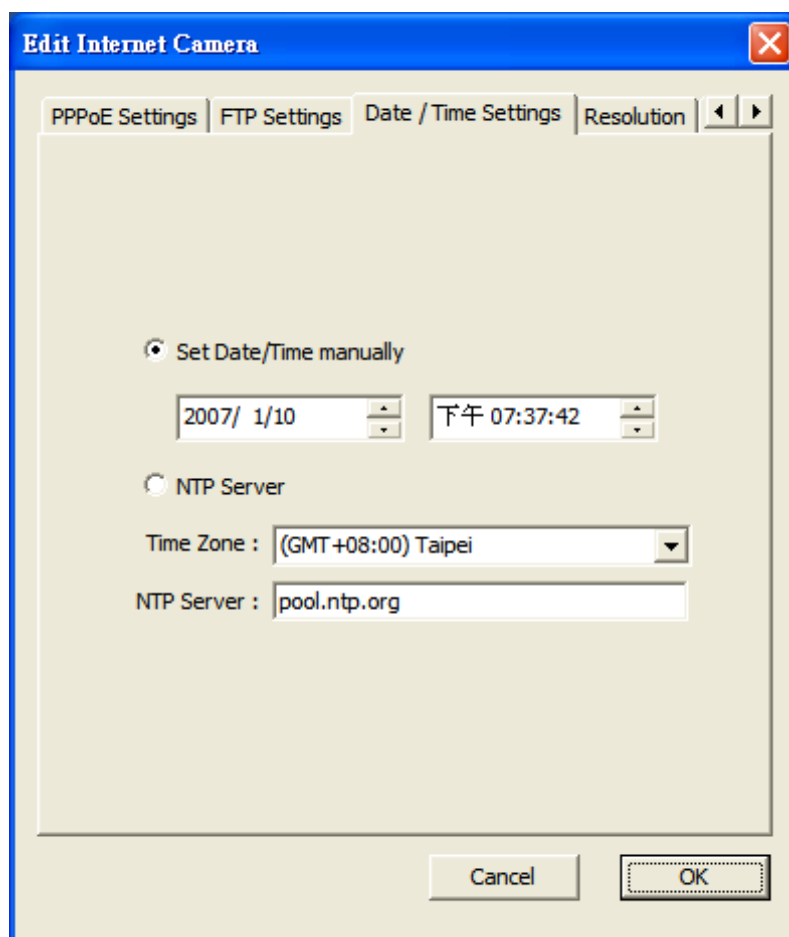 Edit Internet Camera
PPPoE Settings FTP Settings Date / Time Settings Resolution
Set Date/Time manually
2007/ 1/10 下午 07:37:42
NTP Server
Time Zone : (GMT+08:00) Taipei
NTP Server : pool.ntp.org
Cancel OK